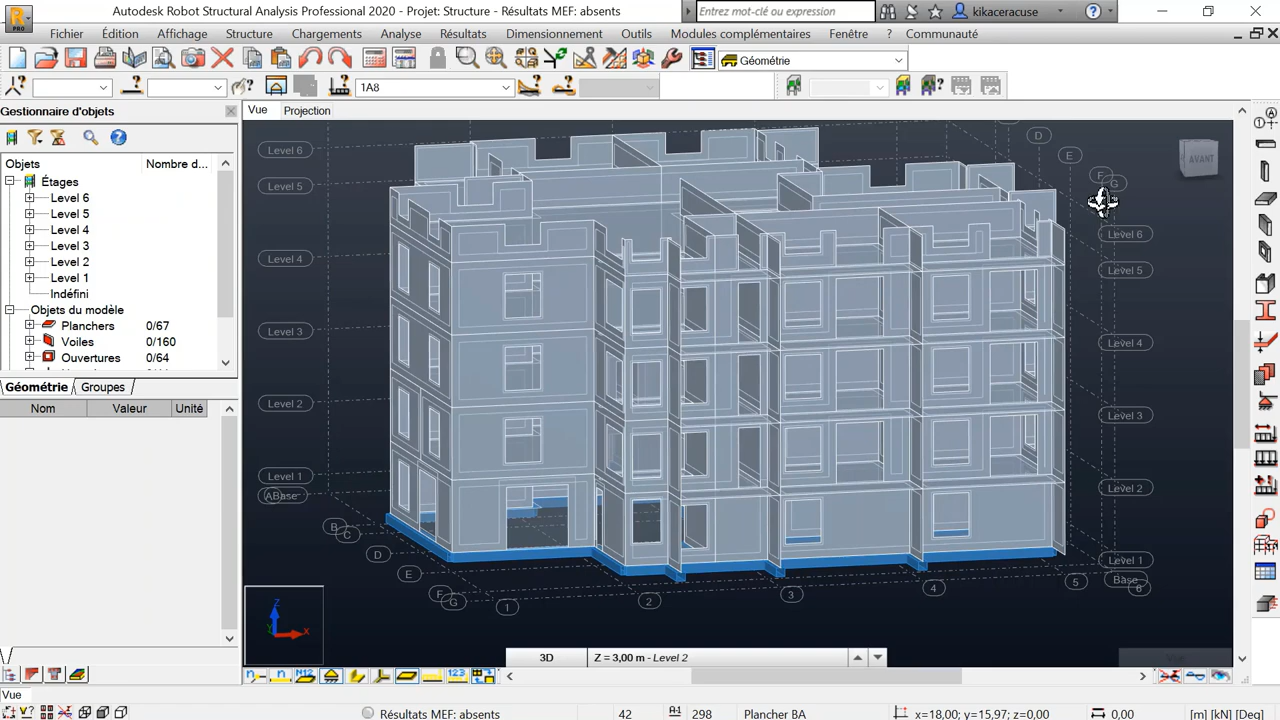 Autodesk Robot Structural Analysis Professional 2020 - Projet: Structure - Résultats MEF: absents
Entrez mot-clé ou expression
kikaceracuse
PRO
Fichier Édition Affichage Structure Chargements Analyse Résultats Dimensionnement Outils Modules complémentaires Fenêtre ? Communauté
Géométrie
1A8
Gestionnaire d'objets
Vue Projection
Objets Nombre d...
Étages
Level 6
Level 5
Level 4
Level 3
Level 2
Level 1
Indéfini
Objets du modèle
Planchers 0/67
Voiles 0/160
Ouvertures 0/64
Géométrie Groupes
Nom Valeur Unité
Level 6
Level 5
Level 4
Level 3
Level 2
Level 1
ABase
B
C
D
E
F
G
1
2
3
4
5
6
D
E
F
G
AVANT
Level 6
Level 5
Level 4
Level 3
Level 2
Level 1
Base
Z
X
3D Z = 3,00 m - Level 2
Vue
Résultats MEF: absents 42 298 Plancher BA x=18,00; y=15,97; z=0,00 0,00 [m] [kN] [Deg]